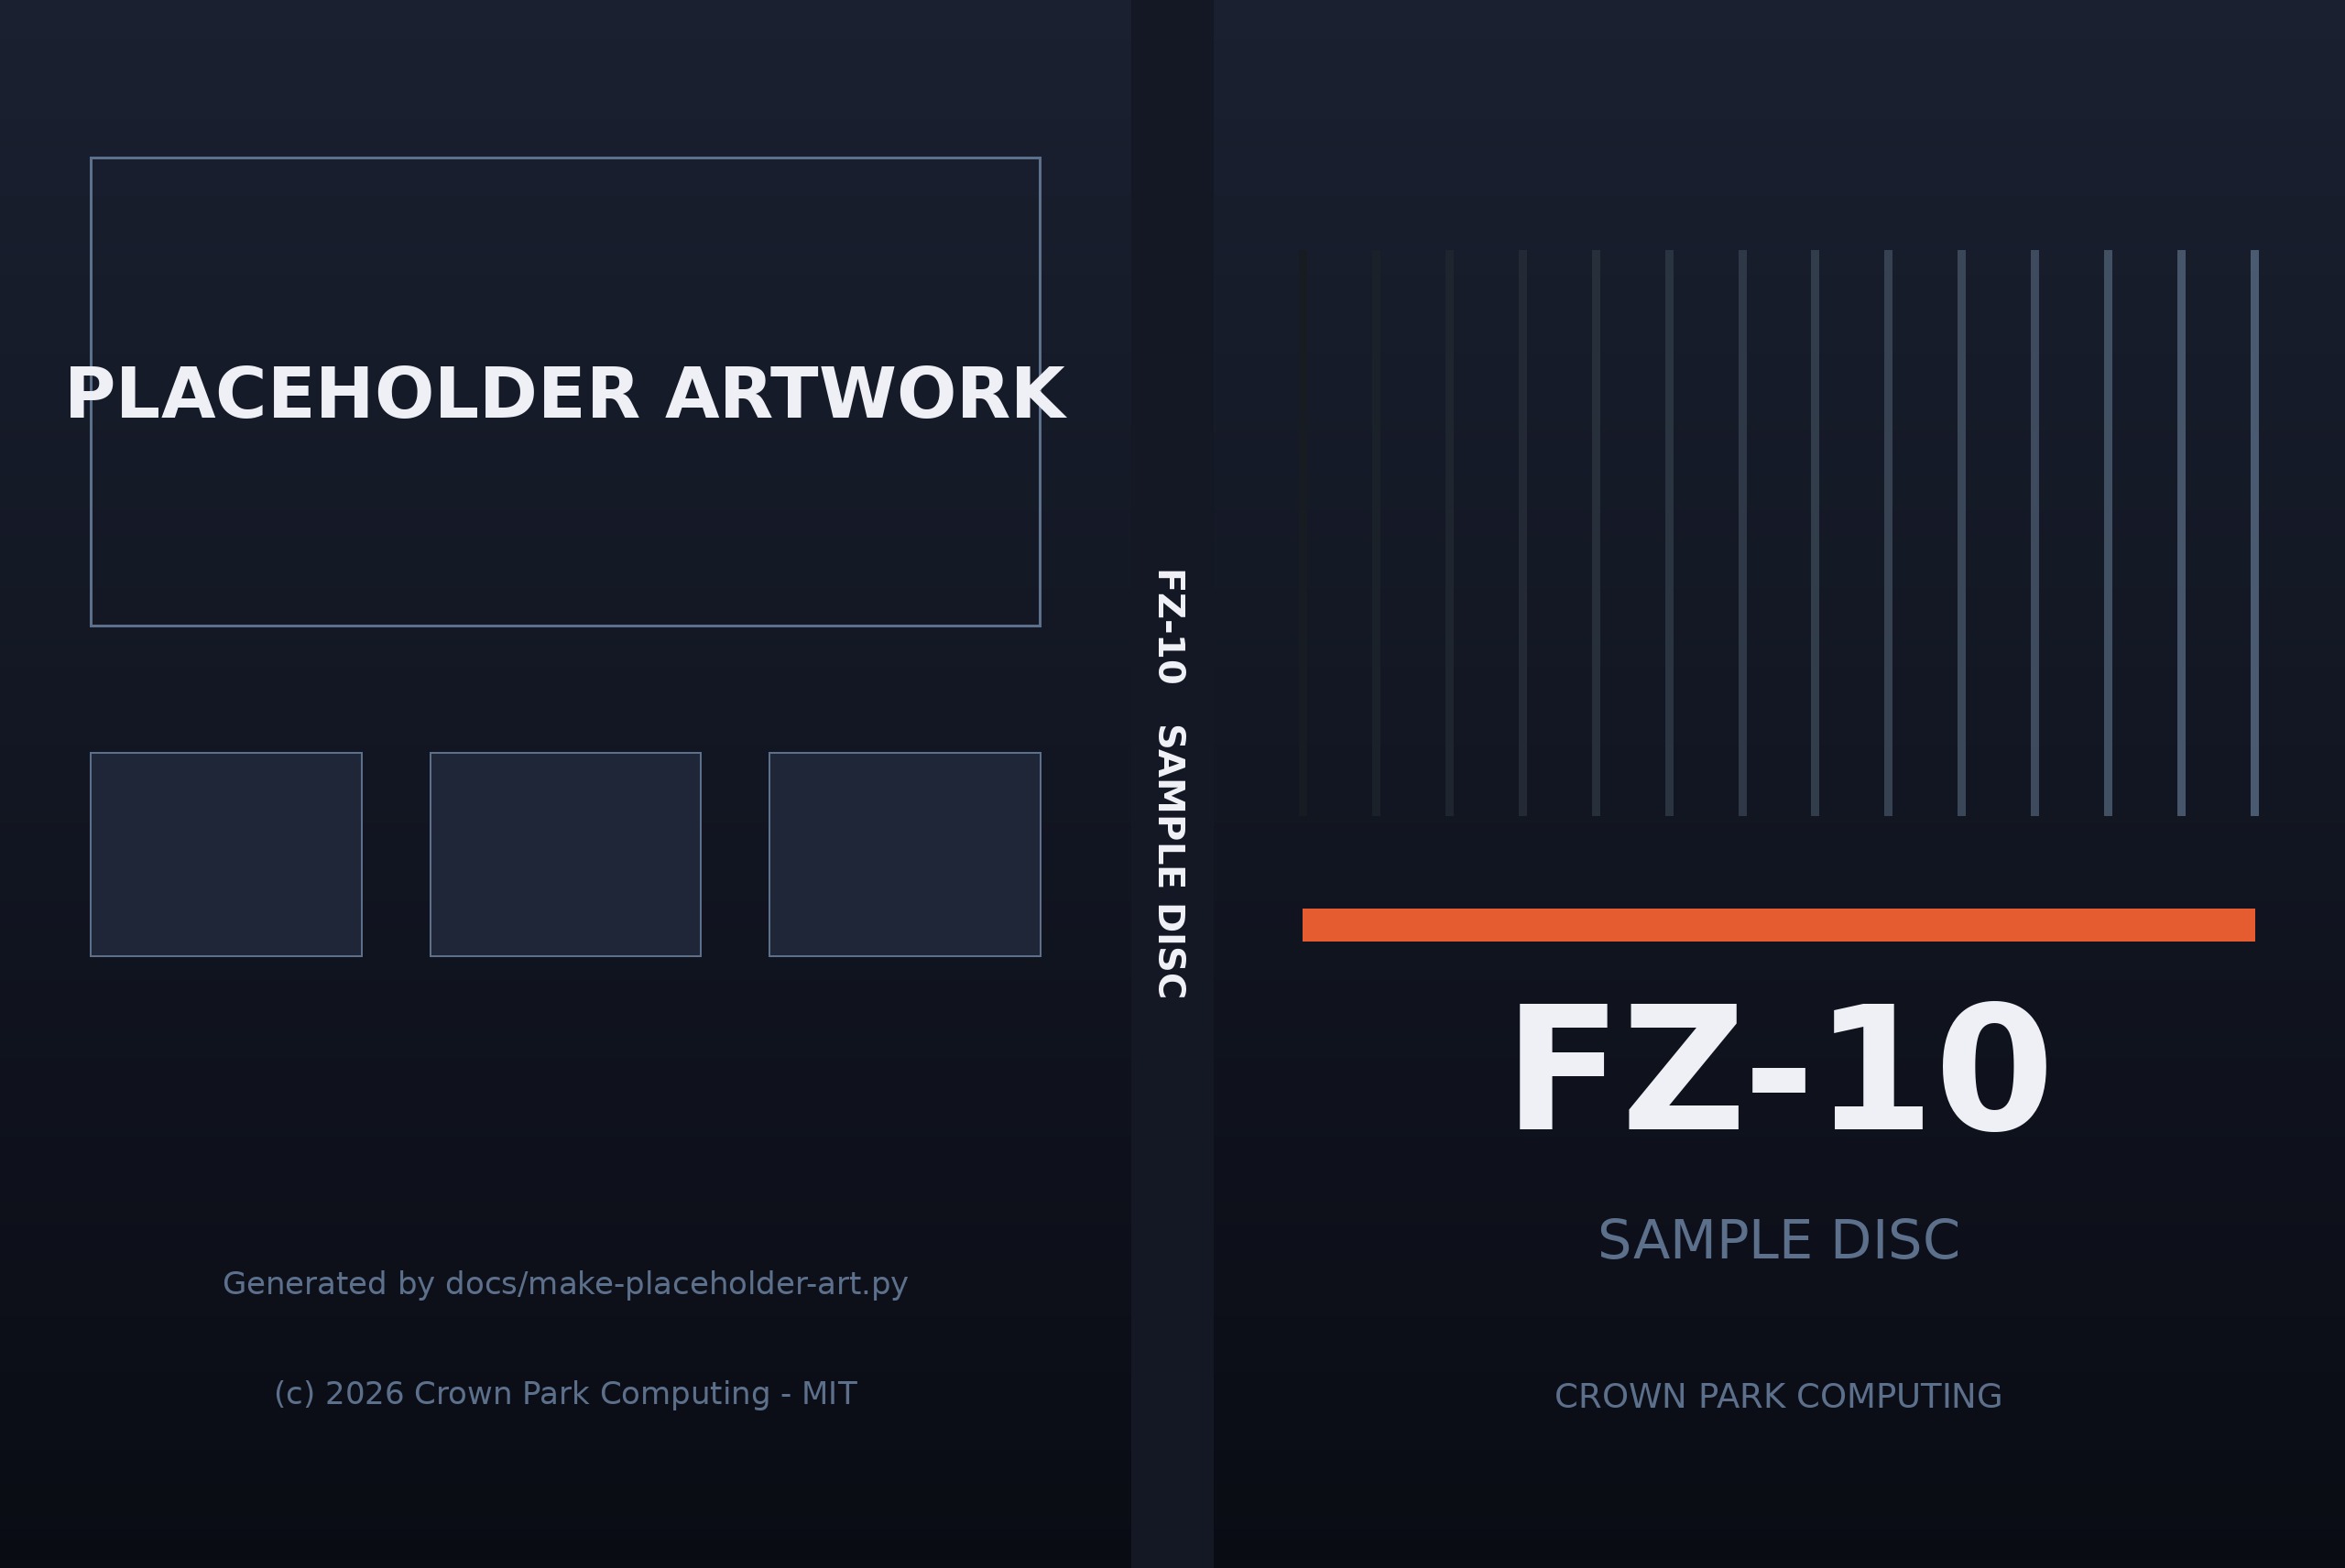 PLACEHOLDER ARTWORK
Generated by docs/make-placeholder-art.py
(c) 2026 Crown Park Computing - MIT
FZ-10 SAMPLE DISC
FZ-10
SAMPLE DISC
CROWN PARK COMPUTING